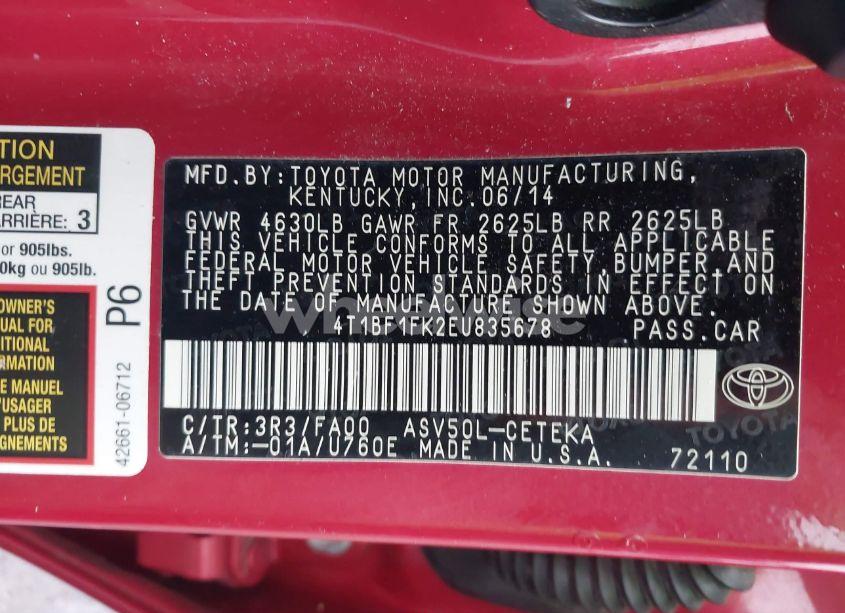 TION
RGEMENT
REAR
ARRIÈRE: 3
or 905lbs.
0kg ou 905lb.
OWNER'S
UAL FOR
ITIONAL
RMATION
E MANUEL
'USAGER
PLUS DE
IGNEMENTS
P6
42661-06712
MFD.BY:TOYOTA MOTOR MANUFACTURING,
KENTUCKY,INC.06/14
GVWR 4630LB GAWR FR 2625LB RR 2625LB
THIS VEHICLE CONFORMS TO ALL APPLICABLE
FEDERAL MOTOR VEHICLE SAFETY,BUMPER,AND
THEFT PREVENTION STANDARDS IN EFFECT ON
THE DATE OF MANUFACTURE SHOWN ABOVE.
4T1BF1FK2EU835678 PASS.CAR
C/TR:3R3/FA00 ASV50L-CETEKA
A/TM:-01A/U760E MADE IN U.S.A. 72110
TOYOTA